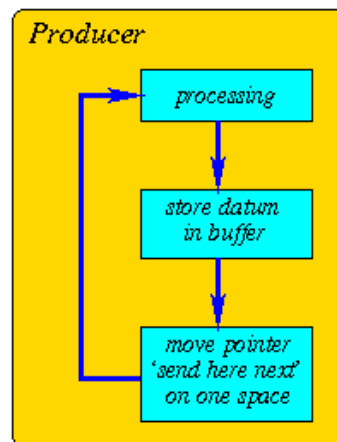 Producer
processing
store datum
in buffer
move pointer
'send here next'
on one space